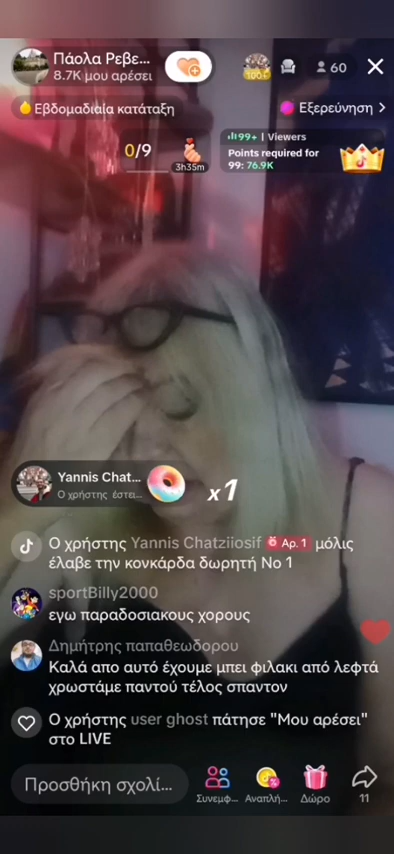 Πάολα Ρεβε...
8.7K μου αρέσει
100+
60
Εβδομαδιαία κατάταξη
Εξερεύνηση >
0/9
3h35m
99+ | Viewers
Points required for
99: 76.9K
Yannis Chat...
Ο χρήστης έστει...
x1
Ο χρήστης Yannis Chatziiosif Αρ. 1 μόλις
έλαβε την κονκάρδα δωρητή Νο 1
sportBilly2000
εγω παραδοσιακους χορους
Δημήτρης παπαθεωδορου
Καλά απο αυτό έχουμε μπει φιλακι από λεφτά
χρωστάμε παντού τέλος σπαντον
Ο χρήστης user ghost πάτησε "Μου αρέσει"
στο LIVE
Προσθήκη σχολί...
Συνεμφ...
Αναπλή...
Δώρο
11